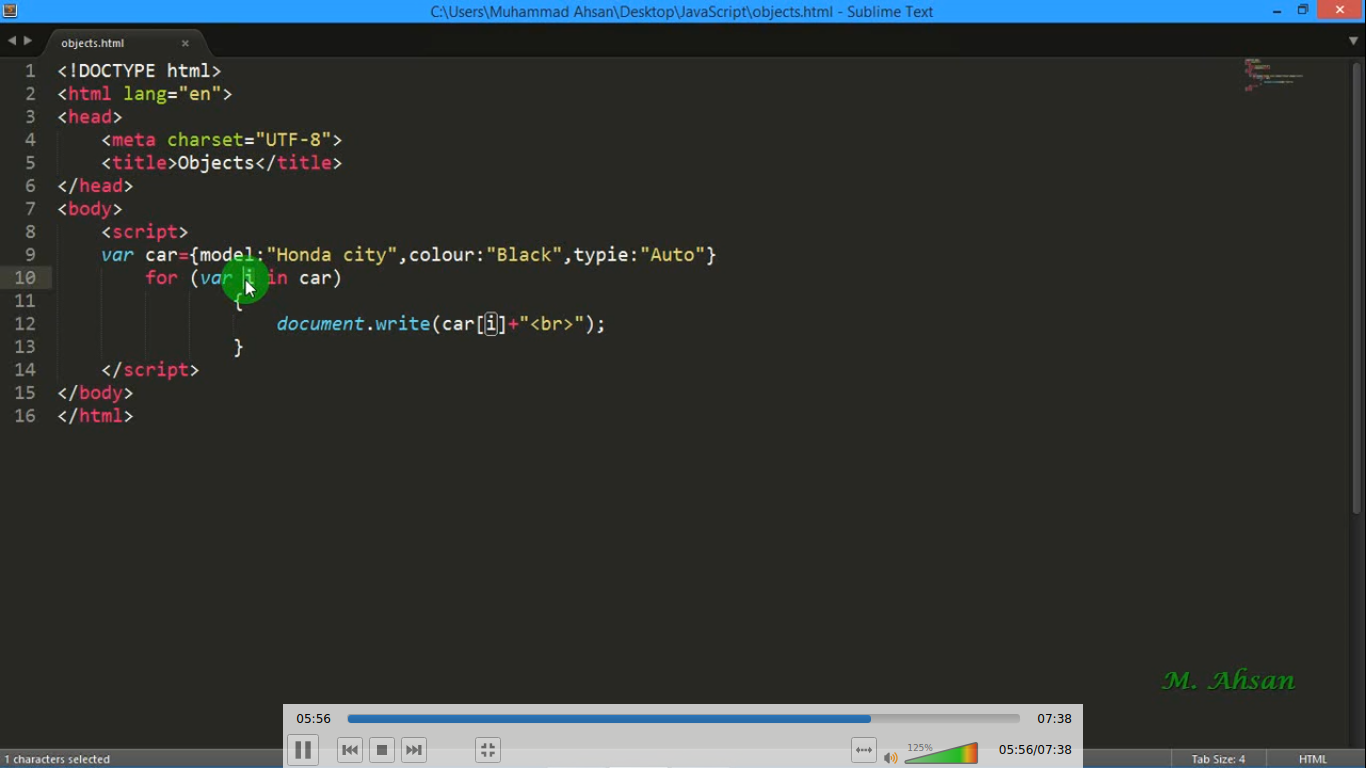 C:\Users\Muhammad Ahsan\Desktop\JavaScript\objects.html - Sublime Text
objects.html
1 <!DOCTYPE html>
2 <html lang="en">
3 <head>
4 <meta charset="UTF-8">
5 <title>Objects</title>
6 </head>
7 <body>
8 <script>
9 var car={model:"Honda city",colour:"Black",typie:"Auto"}
10 for (var i in car)
11 {
12 document.write(car[i]+"<br>");
13 }
14 </script>
15 </body>
16 </html>
M. Ahsan
05:56 07:38
125% 05:56/07:38
1 characters selected Tab Size: 4 HTML